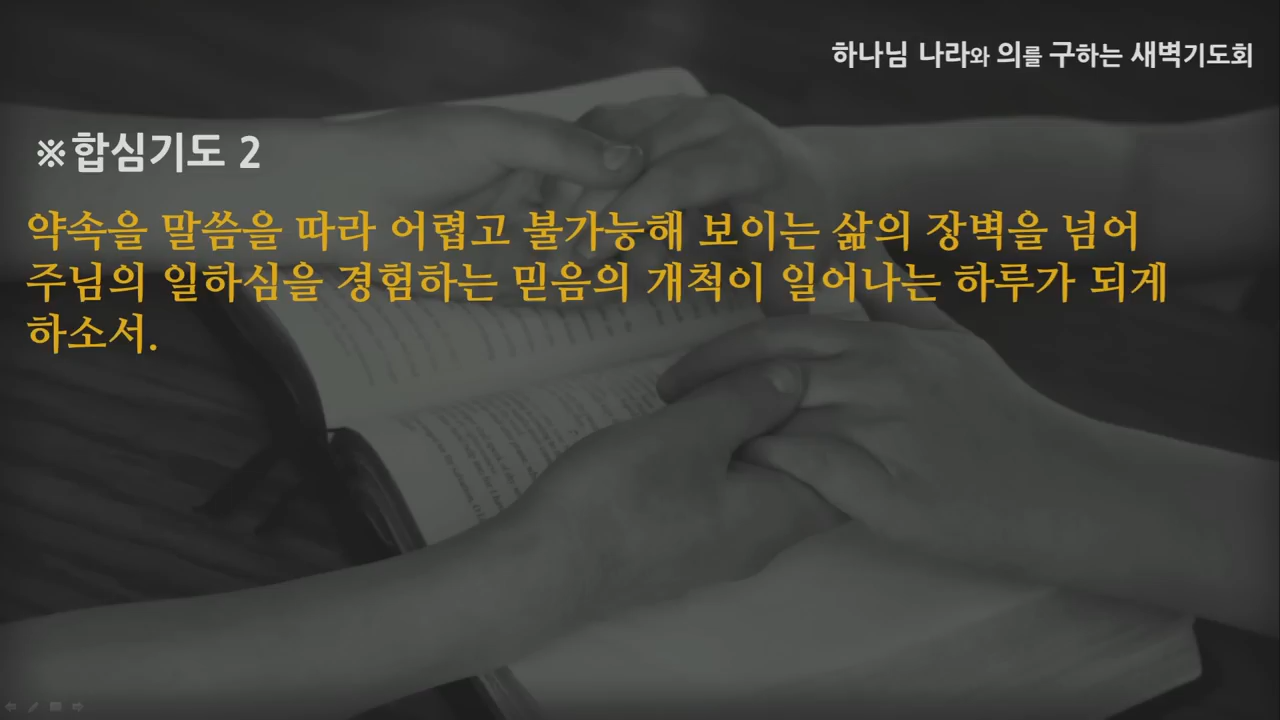 하나님 나라와 의를 구하는 새벽기도회
※합심기도 2
약속을 말씀을 따라 어렵고 불가능해 보이는 삶의 장벽을 넘어
주님의 일하심을 경험하는 믿음의 개척이 일어나는 하루가 되게
하소서.